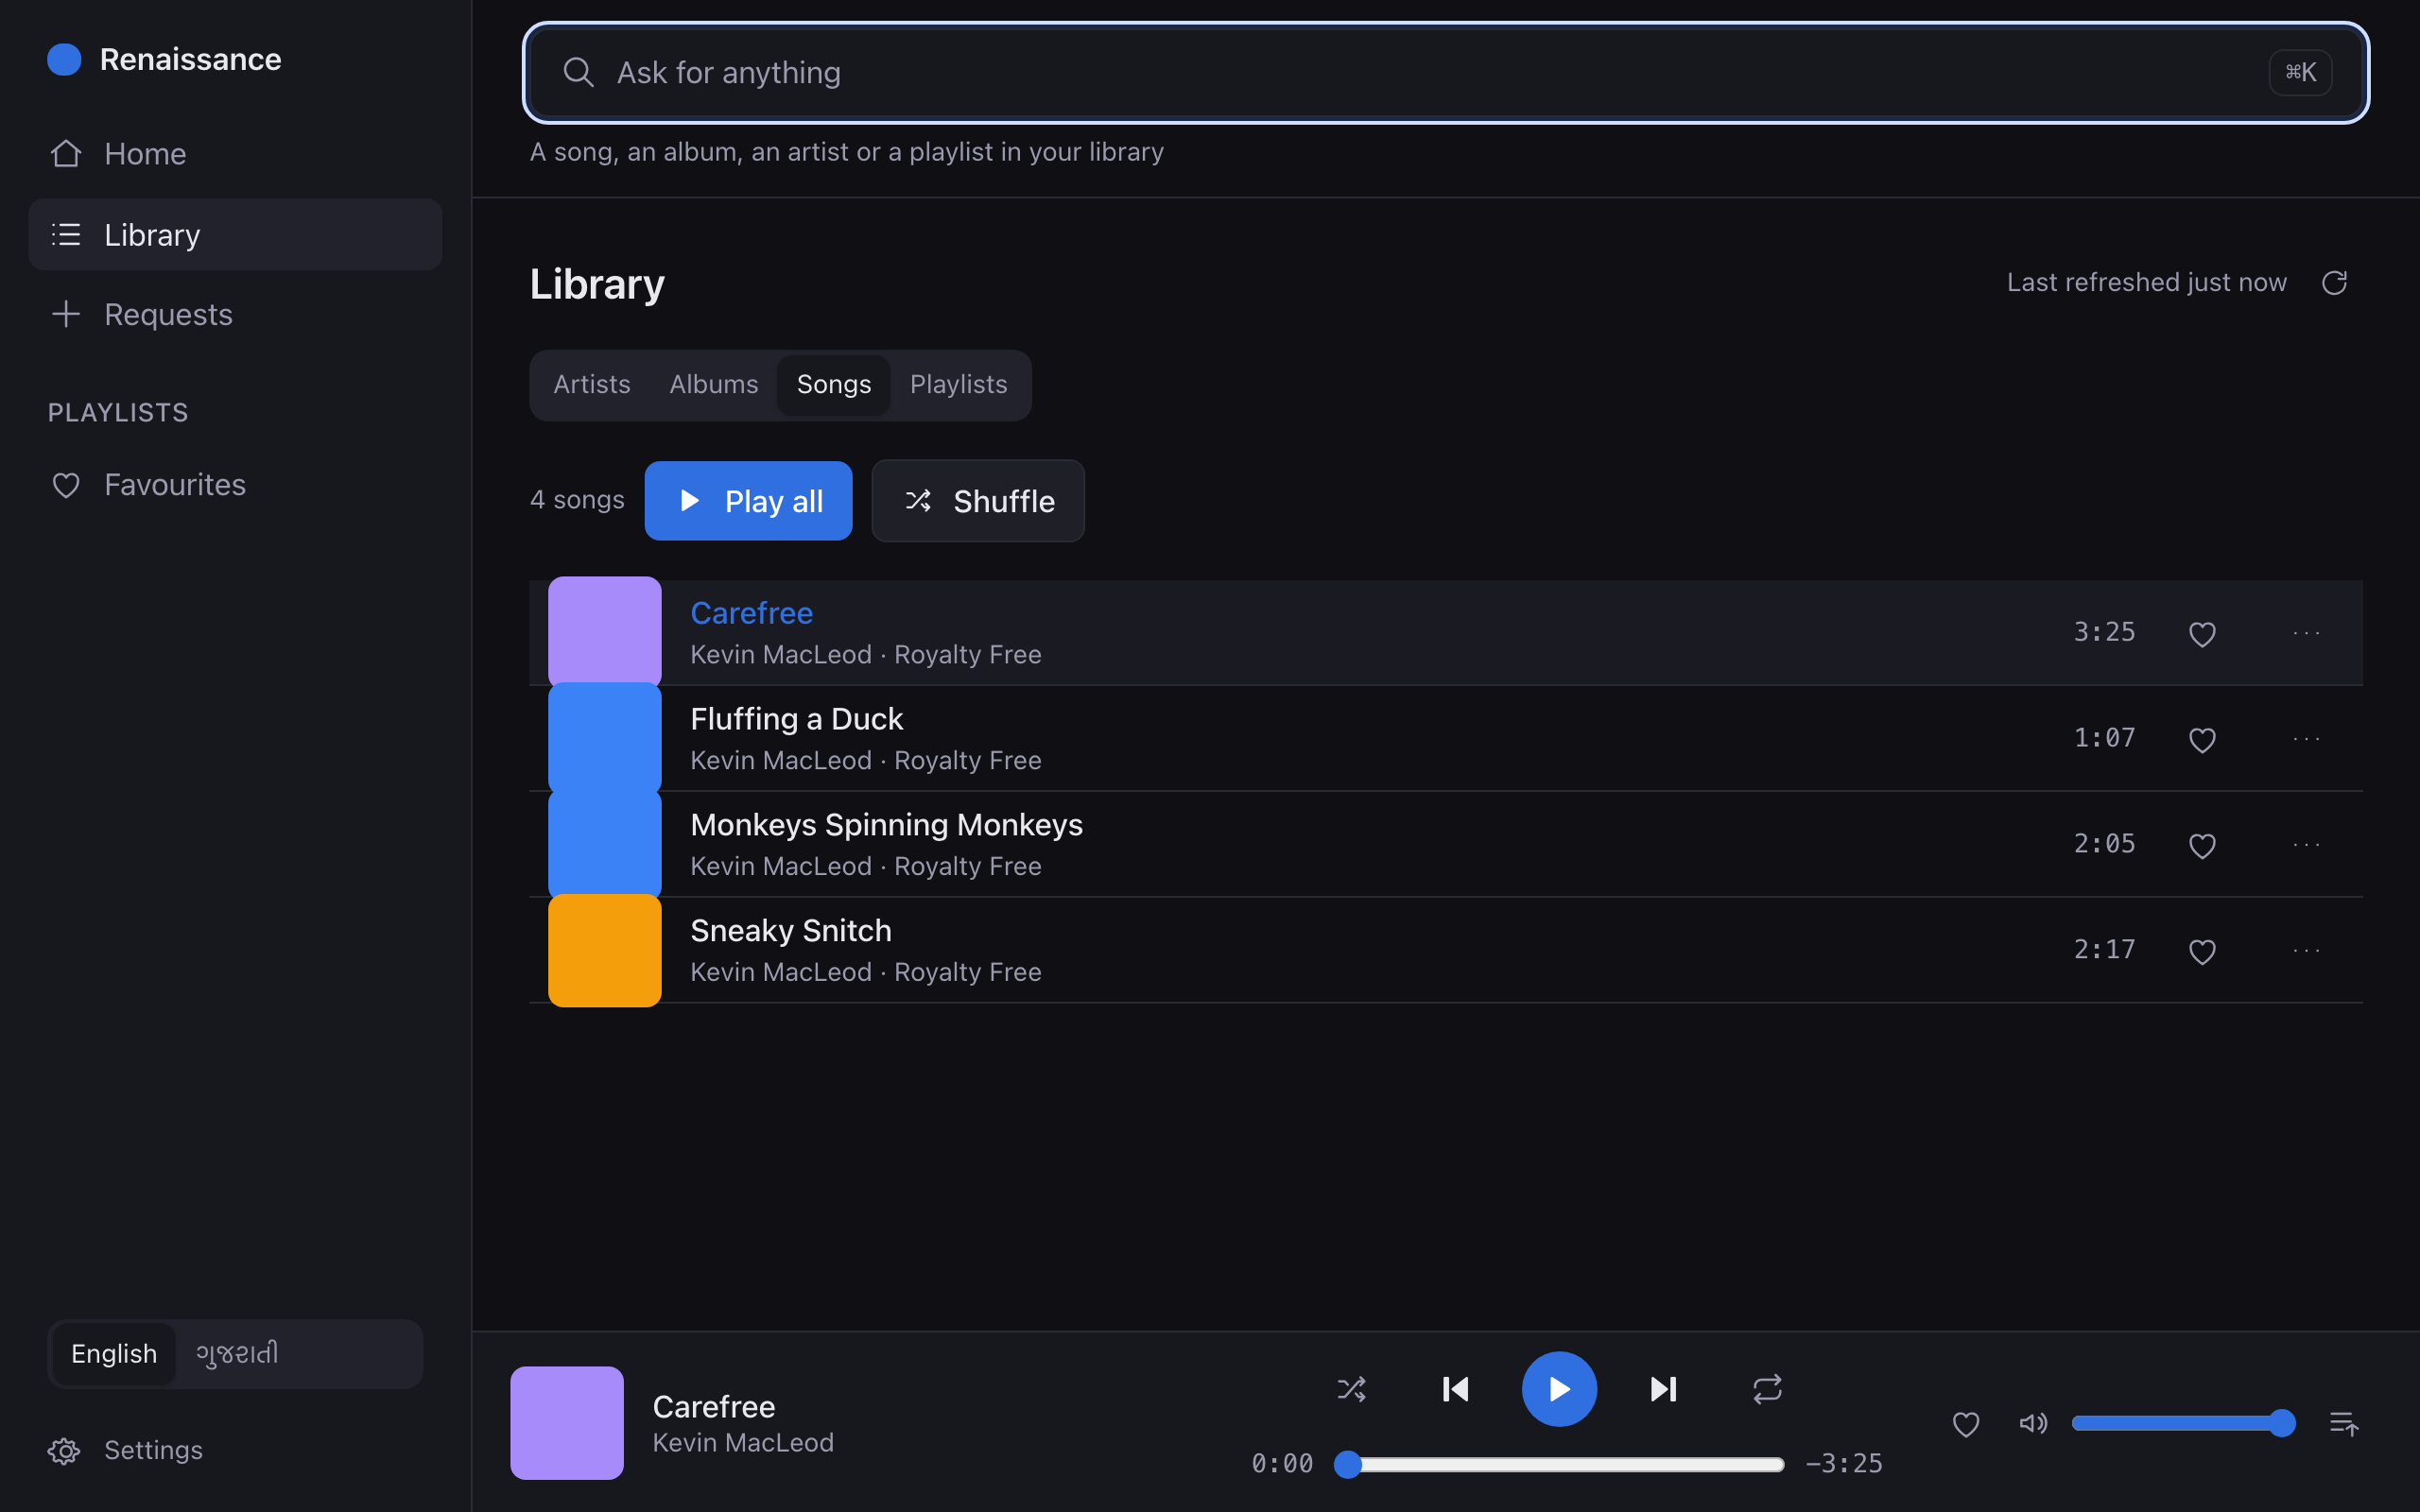 Renaissance
Home
Library
Requests
PLAYLISTS
Favourites
English ગુજરાતી
Settings
Ask for anything ⌘K
A song, an album, an artist or a playlist in your library
Library
Last refreshed just now
Artists Albums Songs Playlists
4 songs Play all Shuffle
Carefree
Kevin MacLeod · Royalty Free
3:25
Fluffing a Duck
Kevin MacLeod · Royalty Free
1:07
Monkeys Spinning Monkeys
Kevin MacLeod · Royalty Free
2:05
Sneaky Snitch
Kevin MacLeod · Royalty Free
2:17
Carefree
Kevin MacLeod
0:00 −3:25